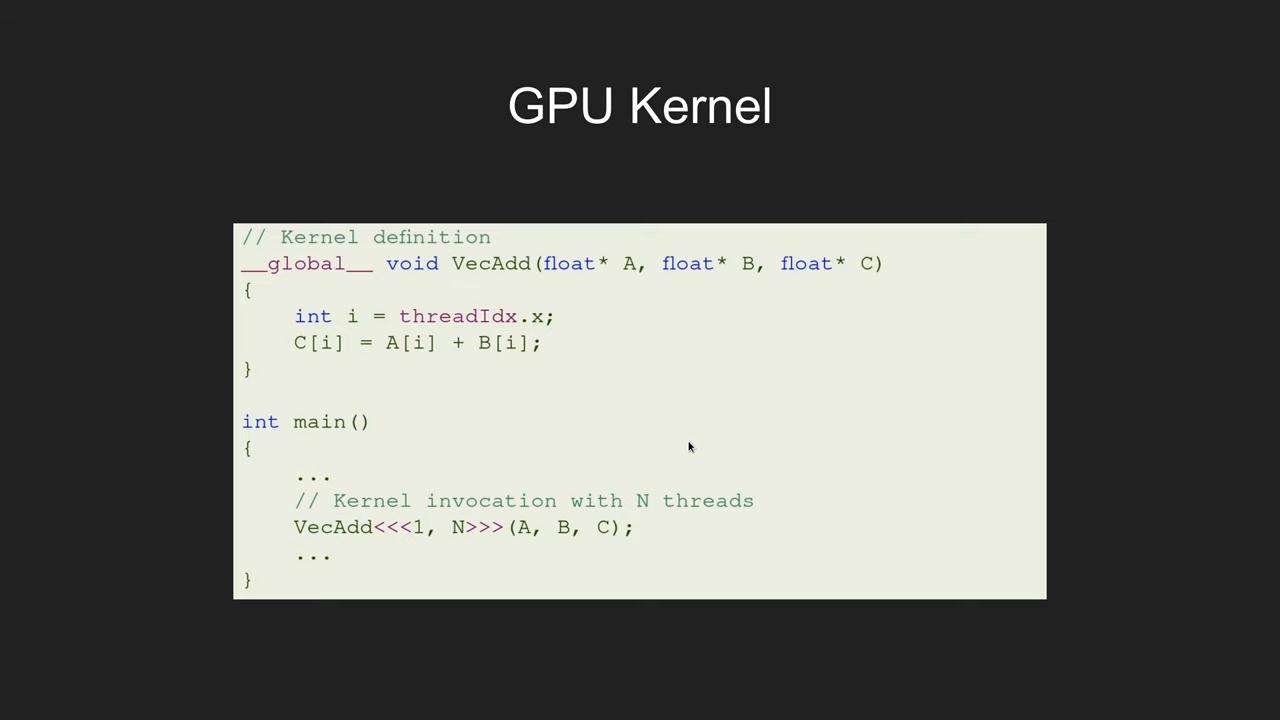 GPU Kernel
// Kernel definition
__global__ void VecAdd(float* A, float* B, float* C)
{
    int i = threadIdx.x;
    C[i] = A[i] + B[i];
}
int main()
{
    ...
    // Kernel invocation with N threads
    VecAdd<<<1, N>>>(A, B, C);
    ...
}